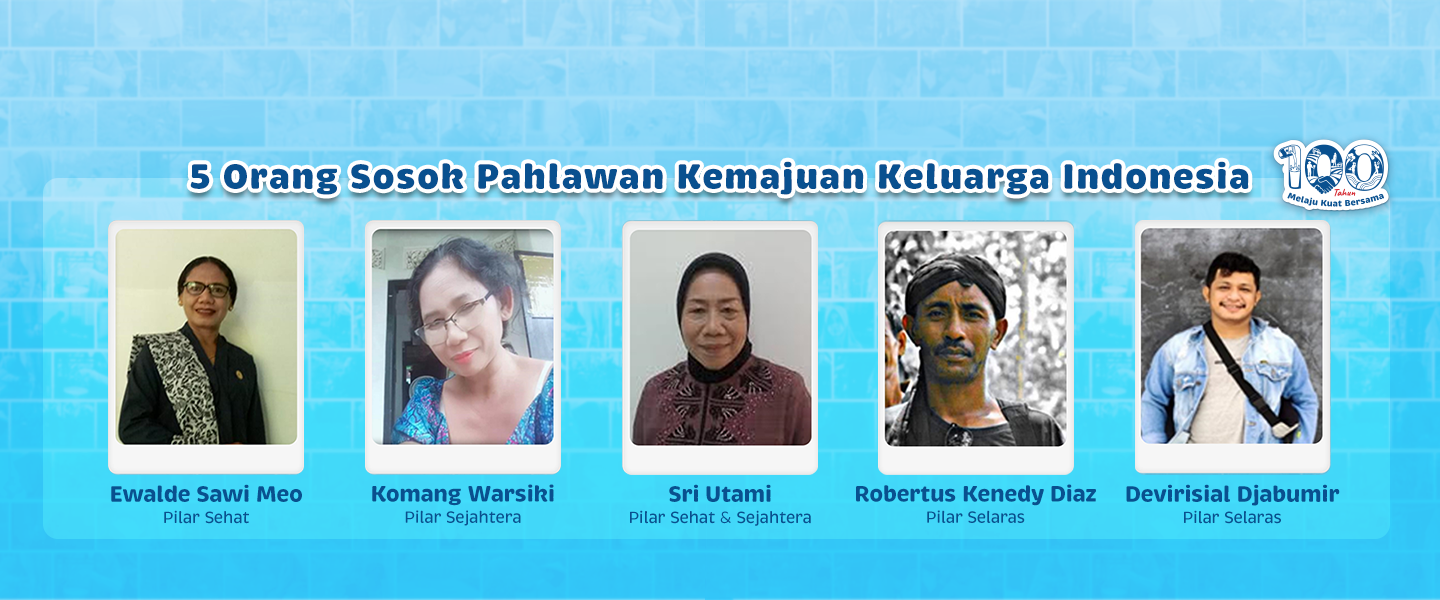 5 Orang Sosok Pahlawan Kemajuan Keluarga Indonesia
100
Tahun
Melaju Kuat Bersama
Ewalde Sawi Meo
Pilar Sehat
Komang Warsiki
Pilar Sejahtera
Sri Utami
Pilar Sehat & Sejahtera
Robertus Kenedy Diaz
Pilar Selaras
Devirisial Djabumir
Pilar Selaras